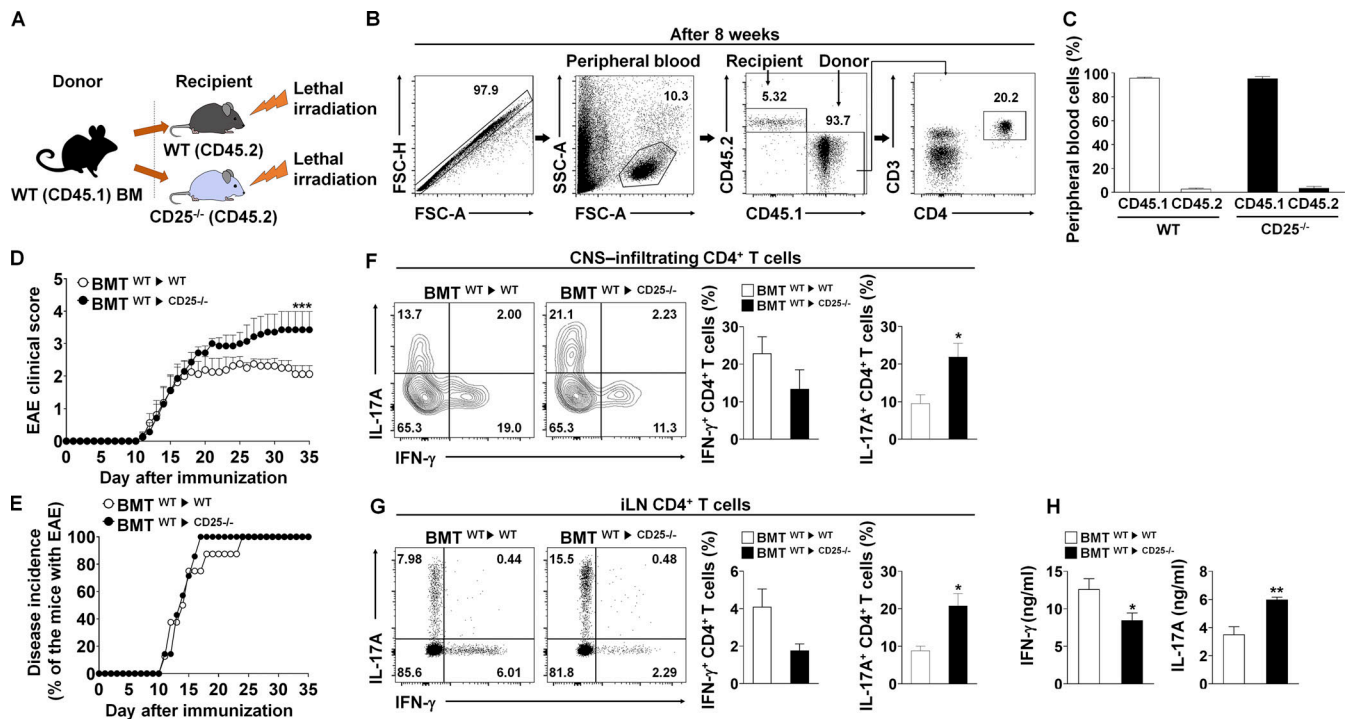 A
Donor
Recipient
Lethal
irradiation
WT (CD45.2)
Lethal
irradiation
WT (CD45.1) BM
CD25-/- (CD45.2)
B
After 8 weeks
Peripheral blood
Recipient
Donor
97.9
10.3
5.32
93.7
20.2
FSC-H
FSC-A
SSC-A
FSC-A
CD45.2
CD45.1
CD3
CD4
C
Peripheral blood cells (%)
100
80
60
40
20
0
CD45.1 CD45.2 CD45.1 CD45.2
WT
CD25-/-
D
BMT WT ▶ WT
BMT WT ▶ CD25-/-
EAE clinical score
5
4
3
2
1
0
***
0 5 10 15 20 25 30 35
Day after immunization
E
BMT WT ▶ WT
BMT WT ▶ CD25-/-
Disease incidence
(% of the mice with EAE)
100
80
60
40
20
0
0 5 10 15 20 25 30 35
Day after immunization
F
CNS–infiltrating CD4+ T cells
BMT WT ▶ WT
BMT WT ▶ CD25-/-
13.7
2.00
65.3
19.0
21.1
2.23
65.3
11.3
IL-17A
IFN-γ
BMT WT ▶ WT
BMT WT ▶ CD25-/-
IFN-γ+ CD4+ T cells (%)
30
20
10
0
IL-17A+ CD4+ T cells (%)
30
20
10
0
*
G
iLN CD4+ T cells
BMT WT ▶ WT
BMT WT ▶ CD25-/-
7.98
0.44
85.6
6.01
15.5
0.48
81.8
2.29
IL-17A
IFN-γ
BMT WT ▶ WT
BMT WT ▶ CD25-/-
IFN-γ+ CD4+ T cells (%)
6
4
2
0
IL-17A+ CD4+ T cells (%)
30
20
10
0
*
H
BMT WT ▶ WT
BMT WT ▶ CD25-/-
IFN-γ (ng/ml)
15
10
5
0
*
IL-17A (ng/ml)
8
6
4
2
0
**